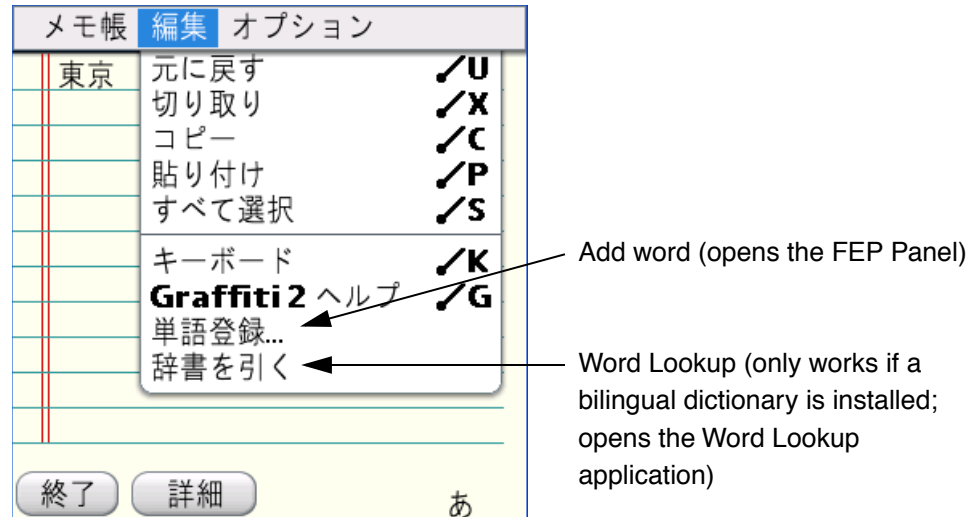 メモ帳 編集 オプション
東京
元に戻す U
切り取り X
コピー C
貼り付け P
すべて選択 S
キーボード K
Graffiti 2 ヘルプ G
単語登録...
辞書を引く
Add word (opens the FEP Panel)
Word Lookup (only works if a
bilingual dictionary is installed;
opens the Word Lookup
application)
終了 詳細 あ